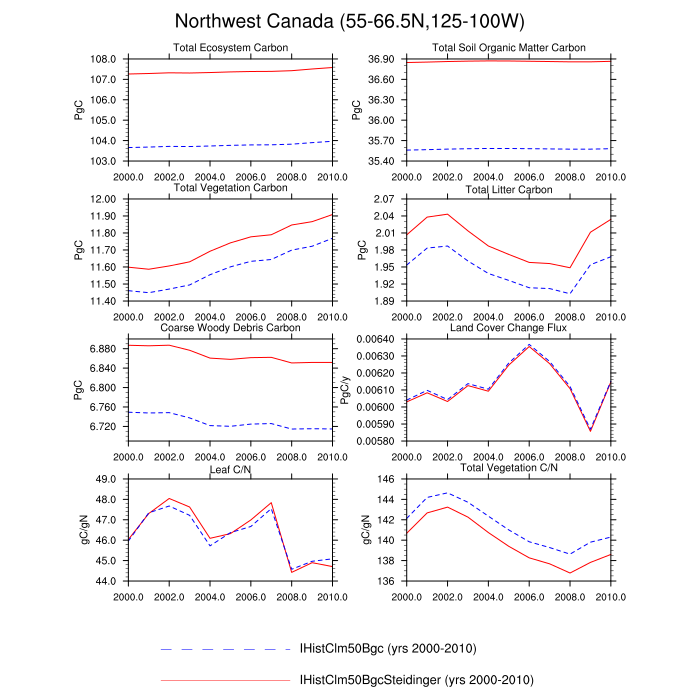 Northwest Canada (55-66.5N,125-100W)
Total Ecosystem Carbon
Total Soil Organic Matter Carbon
108.0
107.0
106.0
105.0
104.0
103.0
PgC
2000.0 2002.0 2004.0 2006.0 2008.0 2010.0
36.90
36.60
36.30
36.00
35.70
35.40
PgC
2000.0 2002.0 2004.0 2006.0 2008.0 2010.0
Total Vegetation Carbon
Total Litter Carbon
12.00
11.90
11.80
11.70
11.60
11.50
11.40
PgC
2000.0 2002.0 2004.0 2006.0 2008.0 2010.0
2.07
2.04
2.01
1.98
1.95
1.92
1.89
PgC
2000.0 2002.0 2004.0 2006.0 2008.0 2010.0
Coarse Woody Debris Carbon
Land Cover Change Flux
6.880
6.840
6.800
6.760
6.720
PgC
2000.0 2002.0 2004.0 2006.0 2008.0 2010.0
0.00640
0.00630
0.00620
0.00610
0.00600
0.00590
0.00580
PgC/y
2000.0 2002.0 2004.0 2006.0 2008.0 2010.0
Leaf C/N
Total Vegetation C/N
49.0
48.0
47.0
46.0
45.0
44.0
gC/gN
2000.0 2002.0 2004.0 2006.0 2008.0 2010.0
146
144
142
140
138
136
gC/gN
2000.0 2002.0 2004.0 2006.0 2008.0 2010.0
IHistClm50Bgc (yrs 2000-2010)
IHistClm50BgcSteidinger (yrs 2000-2010)